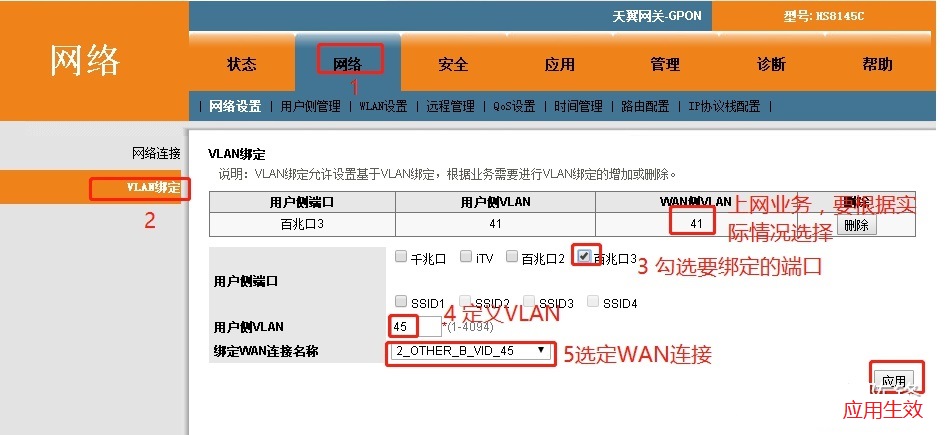 天翼网关-GPON 型号: HS8145C
网络
状态 网络 安全 应用 管理 诊断 帮助
1
网络设置 | 用户侧管理 | WLAN设置 | 远程管理 | QoS设置 | 时间管理 | 路由配置 | IP协议栈配置 |
网络连接
VLAN绑定
2
VLAN绑定
说明: VLAN绑定允许设置基于VLAN绑定，根据业务需要进行VLAN绑定的增加或删除。
用户侧端口 用户侧VLAN WAN侧VLAN 删除
百兆口3 41 41 删除
上网业务，要根据实
际情况选择
用户侧端口
千兆口 iTV 百兆口2 百兆口3
3 勾选要绑定的端口
SSID1 SSID2 SSID3 SSID4
4 定义VLAN
用户侧VLAN 45 *(1-4094)
绑定WAN连接名称 2_OTHER_B_VID_45
5选定WAN连接
应用
应用生效